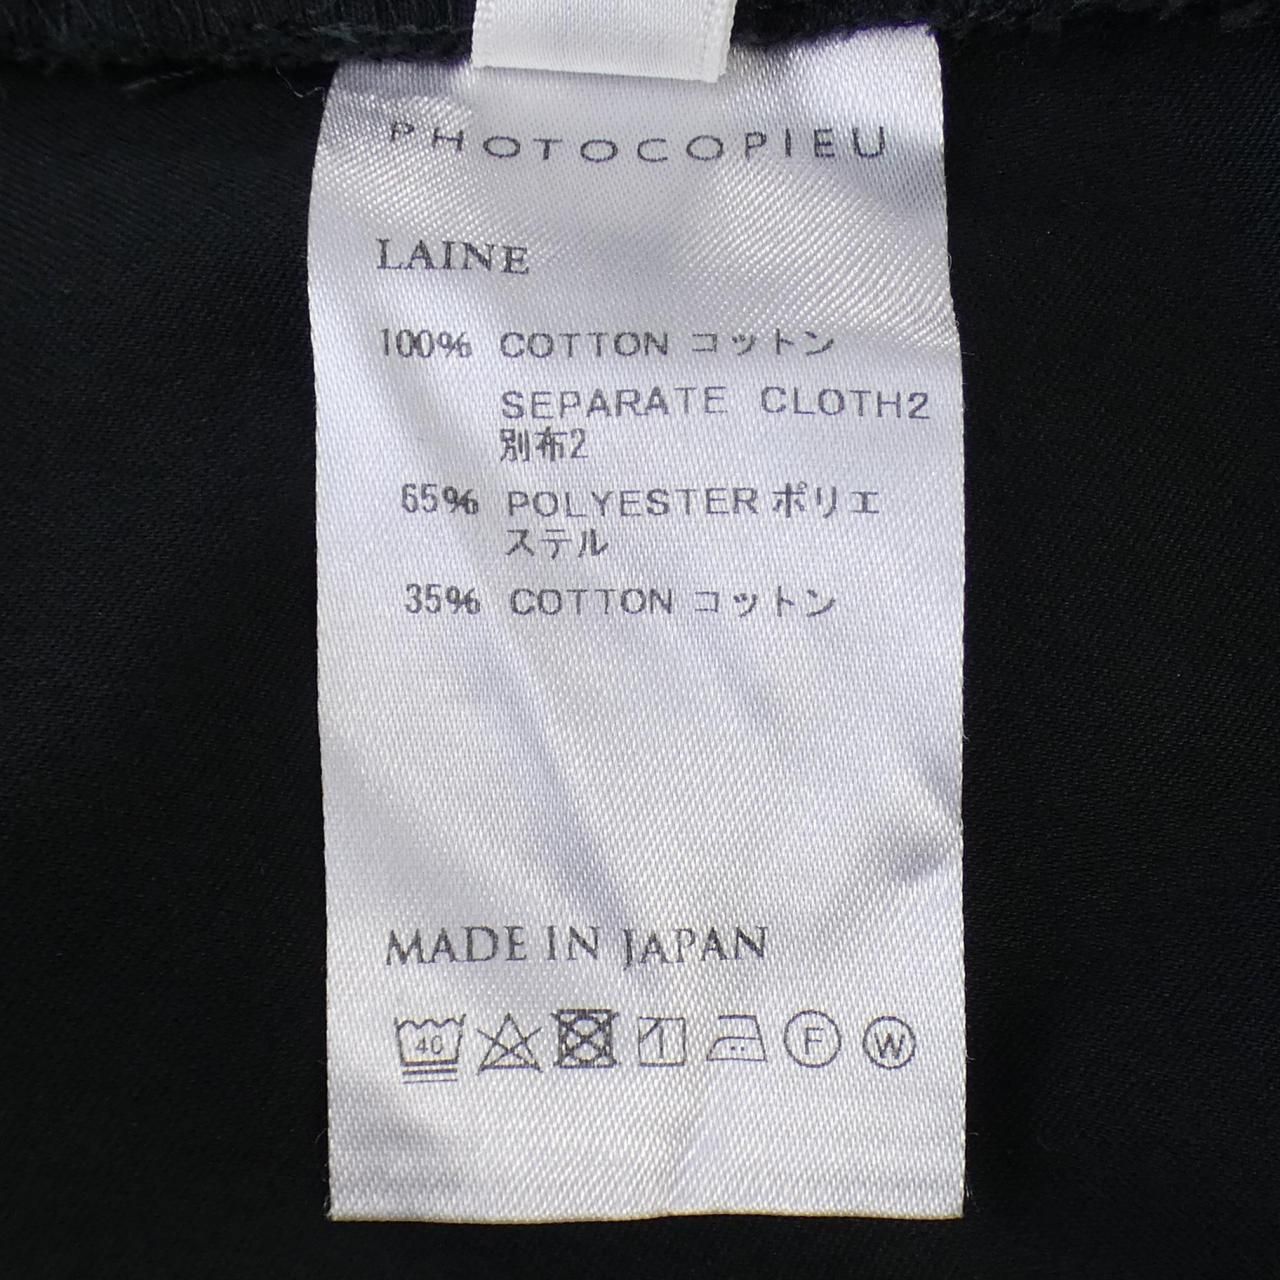 PHOTOCOPIEU
LAINE
100% COTTON コットン
SEPARATE CLOTH2
別布2
65% POLYESTER ポリエ
ステル
35% COTTON コットン
MADE IN JAPAN
40 F W